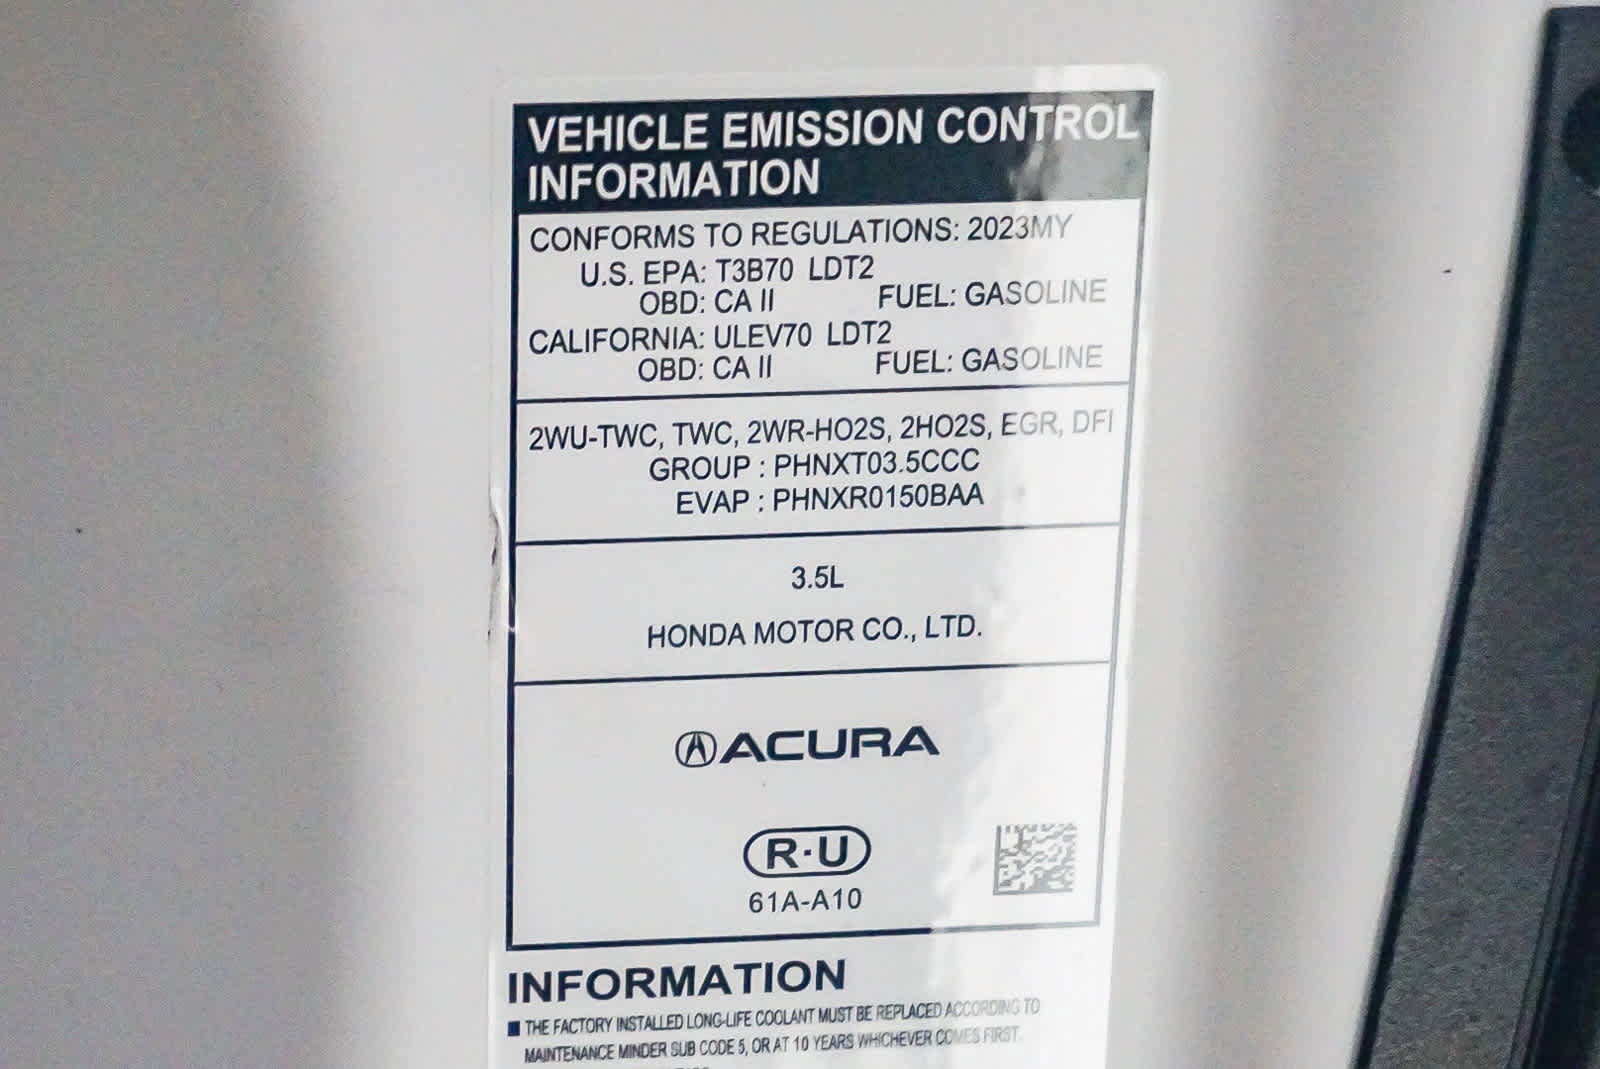 VEHICLE EMISSION CONTROL
INFORMATION
CONFORMS TO REGULATIONS: 2023MY
U.S. EPA: T3B70 LDT2
OBD: CA II FUEL: GASOLINE
CALIFORNIA: ULEV70 LDT2
OBD: CA II FUEL: GASOLINE
2WU-TWC, TWC, 2WR-HO2S, 2HO2S, EGR, DFI
GROUP : PHNXT03.5CCC
EVAP : PHNXR0150BAA
3.5L
HONDA MOTOR CO., LTD.
ACURA
R·U
61A-A10
INFORMATION
■ THE FACTORY INSTALLED LONG-LIFE COOLANT MUST BE REPLACED ACCORDING TO
MAINTENANCE MINDER SUB CODE 5, OR AT 10 YEARS WHICHEVER COMES FIRST.